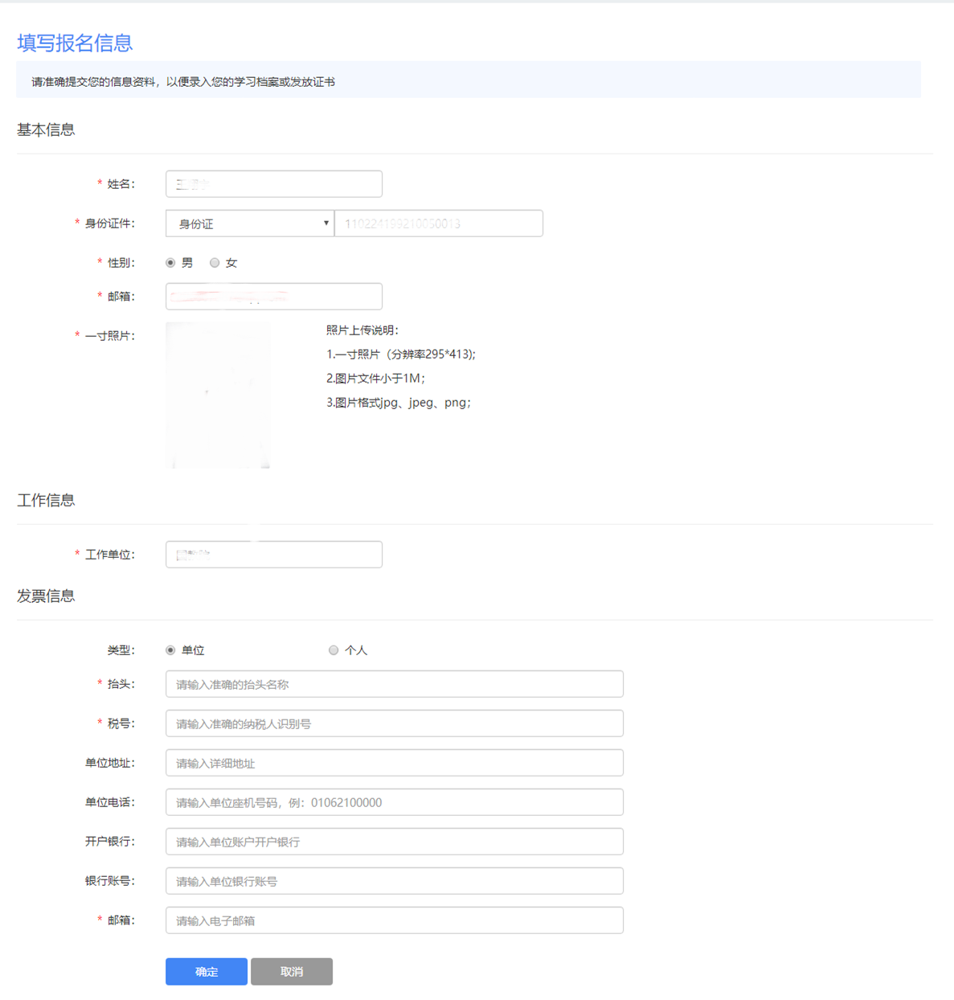 填写报名信息
请准确提交您的信息资料，以便录入您的学习档案或发放证书
基本信息
* 姓名：
* 身份证件： 身份证
* 性别： 男 女
* 邮箱：
* 一寸照片： 照片上传说明：
1.一寸照片（分辨率295*413);
2.图片文件小于1M；
3.图片格式jpg、jpeg、png；
工作信息
* 工作单位：
发票信息
类型： 单位 个人
* 抬头： 请输入准确的抬头名称
* 税号： 请输入准确的纳税人识别号
单位地址： 请输入详细地址
单位电话： 请输入单位座机号码，例：01062100000
开户银行： 请输入单位账户开户银行
银行账号： 请输入单位银行账号
* 邮箱： 请输入电子邮箱
确定 取消